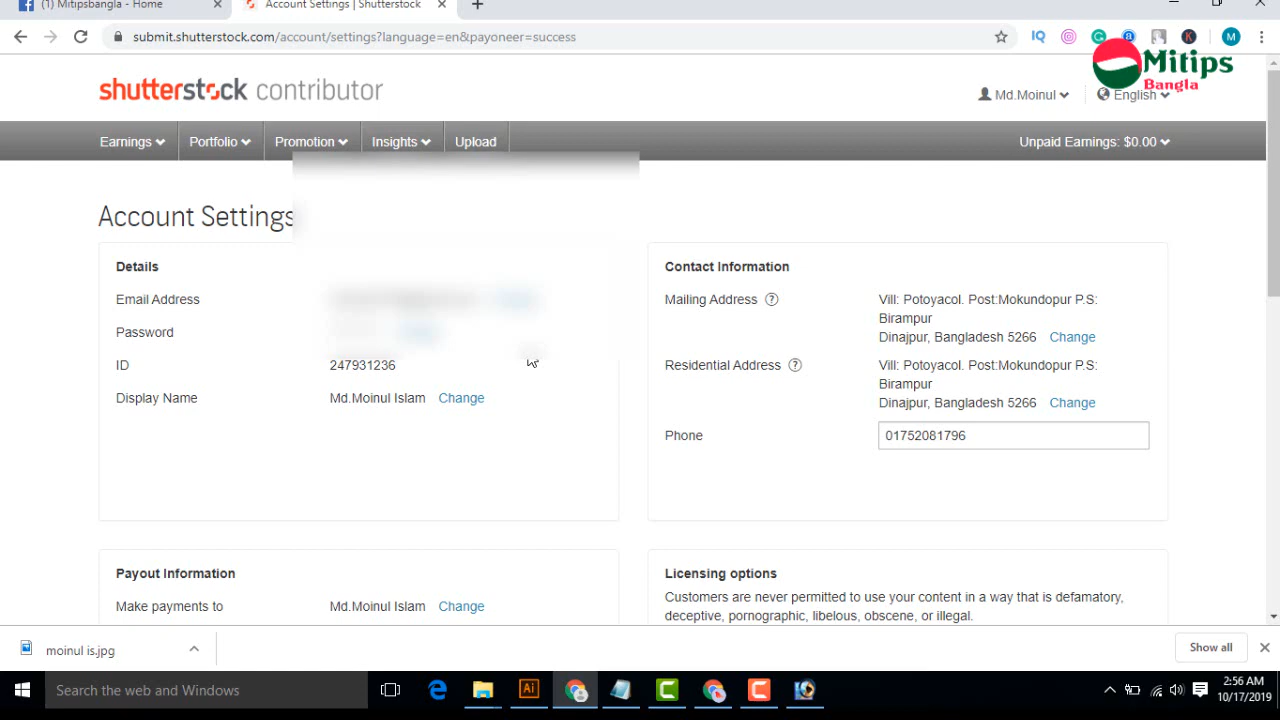 (1) Mitipsbangla - Home
Account Settings | Shutterstock
submit.shutterstock.com/account/settings?language=en&payoneer=success
M
Mitips
Bangla
shutterstock contributor
Md.Moinul
English
Earnings
Portfolio
Promotion
Insights
Upload
Unpaid Earnings: $0.00
Account Settings
Details
Email Address
Password
ID 247931236
Display Name Md.Moinul Islam Change
Contact Information
Mailing Address ? Vill: Potoyacol. Post:Mokundopur P.S:
Birampur
Dinajpur, Bangladesh 5266 Change
Residential Address ? Vill: Potoyacol. Post:Mokundopur P.S:
Birampur
Dinajpur, Bangladesh 5266 Change
Phone 01752081796
Payout Information
Make payments to Md.Moinul Islam Change
Licensing options
Customers are never permitted to use your content in a way that is defamatory,
deceptive, pornographic, libelous, obscene, or illegal.
moinul is.jpg
Show all
Search the web and Windows
Ai
2:56 AM
10/17/2019